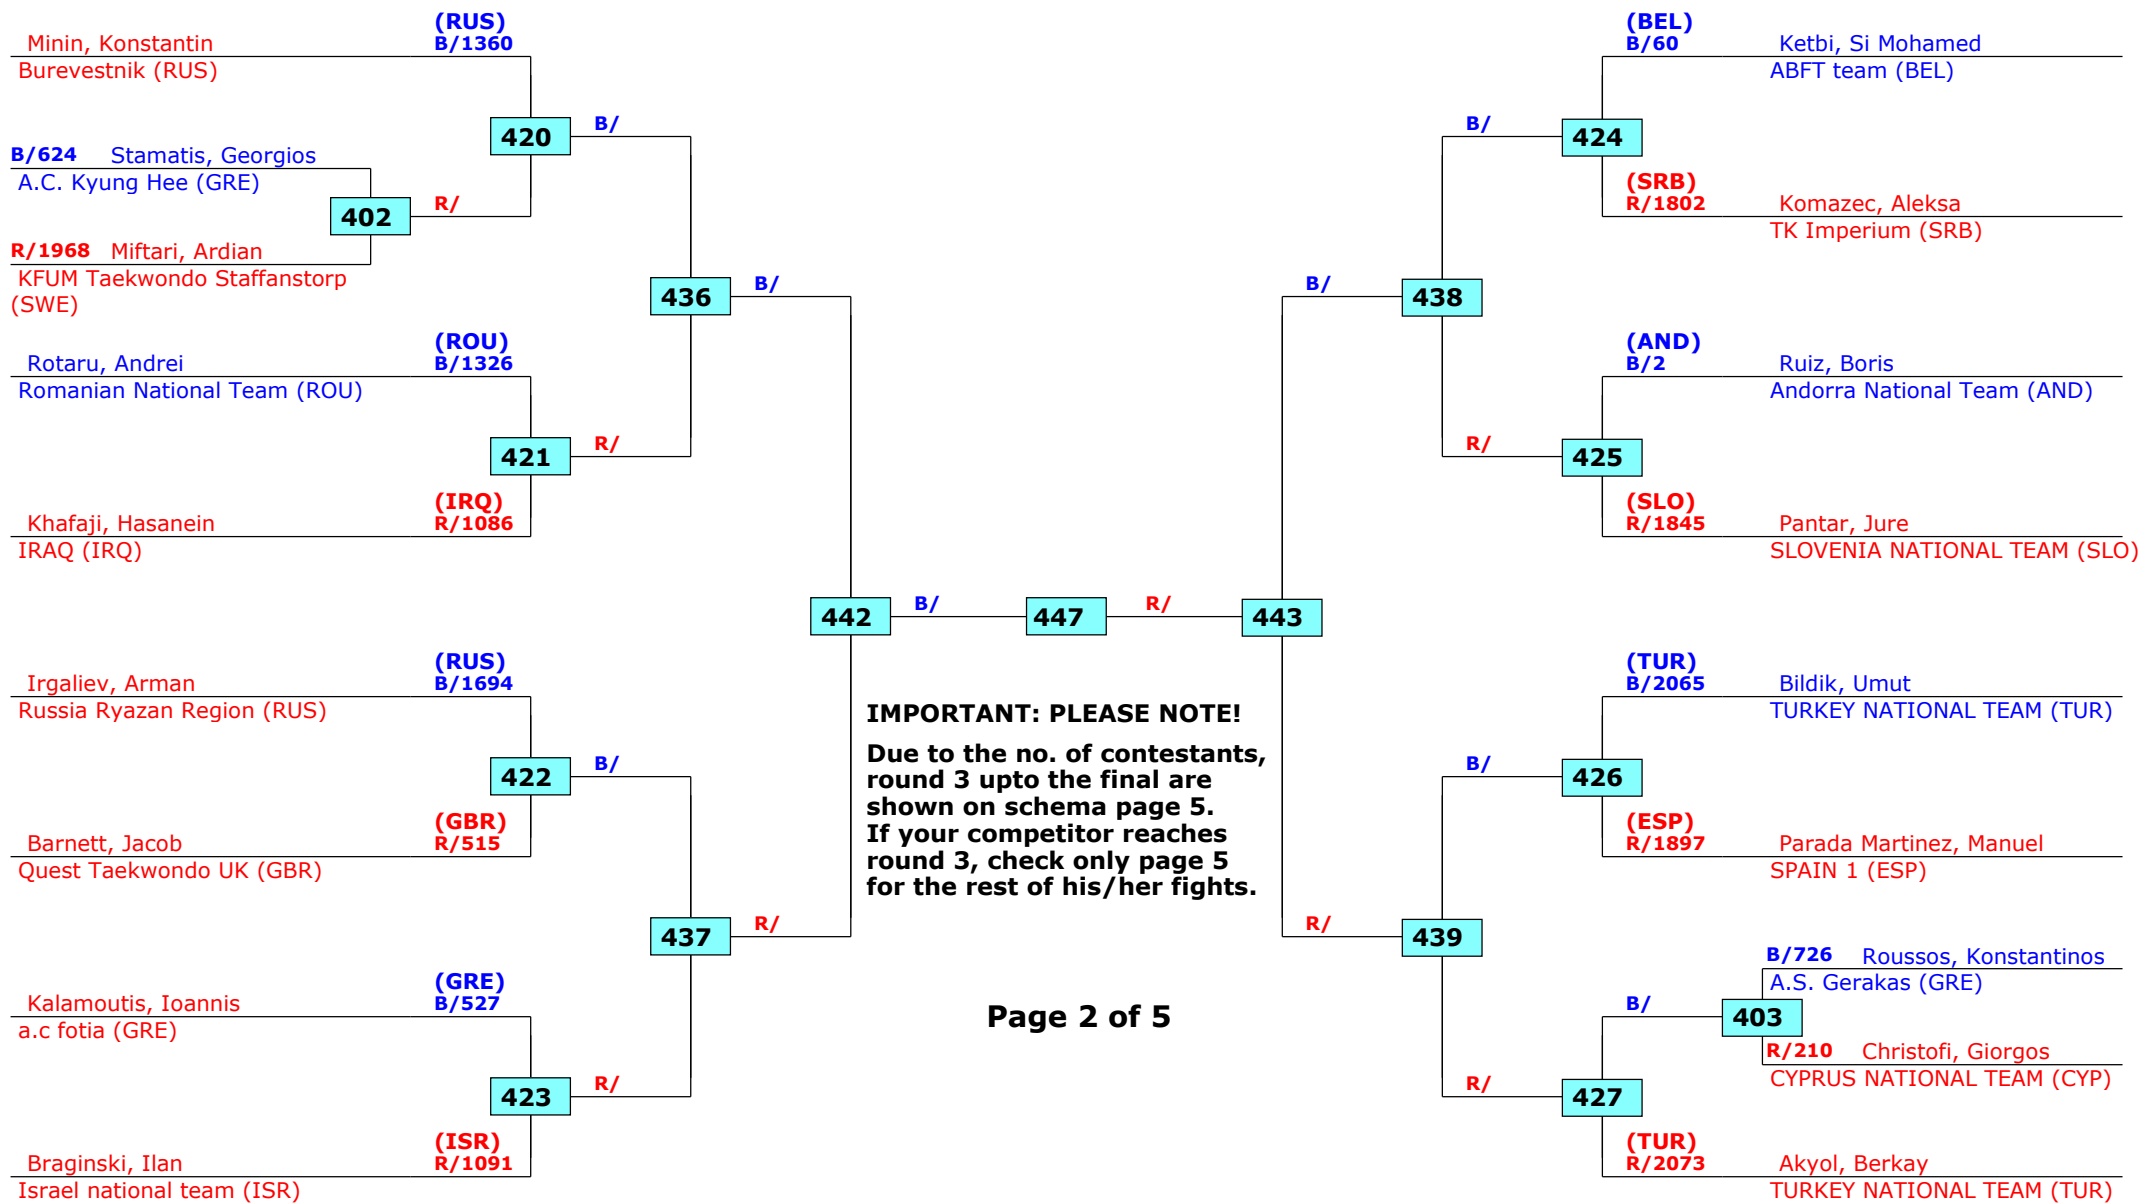 (RUS)
Minin, Konstantin B/1360
Burevestnik (RUS)
420
B/
B/624 Stamatis, Georgios
A.C. Kyung Hee (GRE)
402
R/
R/1968 Miftari, Ardian
KFUM Taekwondo Staffanstorp
(SWE)
436
B/
(ROU)
Rotaru, Andrei B/1326
Romanian National Team (ROU)
421
R/
(IRQ)
Khafaji, Hasanein R/1086
IRAQ (IRQ)
442
B/
447
R/
443
(RUS)
Irgaliev, Arman B/1694
Russia Ryazan Region (RUS)
422
B/
(GBR)
Barnett, Jacob R/515
Quest Taekwondo UK (GBR)
437
R/
(GRE)
Kalamoutis, Ioannis B/527
a.c fotia (GRE)
423
R/
(ISR)
Braginski, Ilan R/1091
Israel national team (ISR)
IMPORTANT: PLEASE NOTE!
Due to the no. of contestants,
round 3 upto the final are
shown on schema page 5.
If your competitor reaches
round 3, check only page 5
for the rest of his/her fights.
Page 2 of 5
(BEL)
B/60 Ketbi, Si Mohamed
ABFT team (BEL)
B/
424
(SRB)
R/1802 Komazec, Aleksa
TK Imperium (SRB)
B/
438
(AND)
B/2 Ruiz, Boris
Andorra National Team (AND)
R/
425
(SLO)
R/1845 Pantar, Jure
SLOVENIA NATIONAL TEAM (SLO)
(TUR)
B/2065 Bildik, Umut
TURKEY NATIONAL TEAM (TUR)
B/
426
(ESP)
R/1897 Parada Martinez, Manuel
SPAIN 1 (ESP)
R/
439
B/726 Roussos, Konstantinos
A.S. Gerakas (GRE)
B/
403
R/210 Christofi, Giorgos
CYPRUS NATIONAL TEAM (CYP)
R/
427
(TUR)
R/2073 Akyol, Berkay
TURKEY NATIONAL TEAM (TUR)